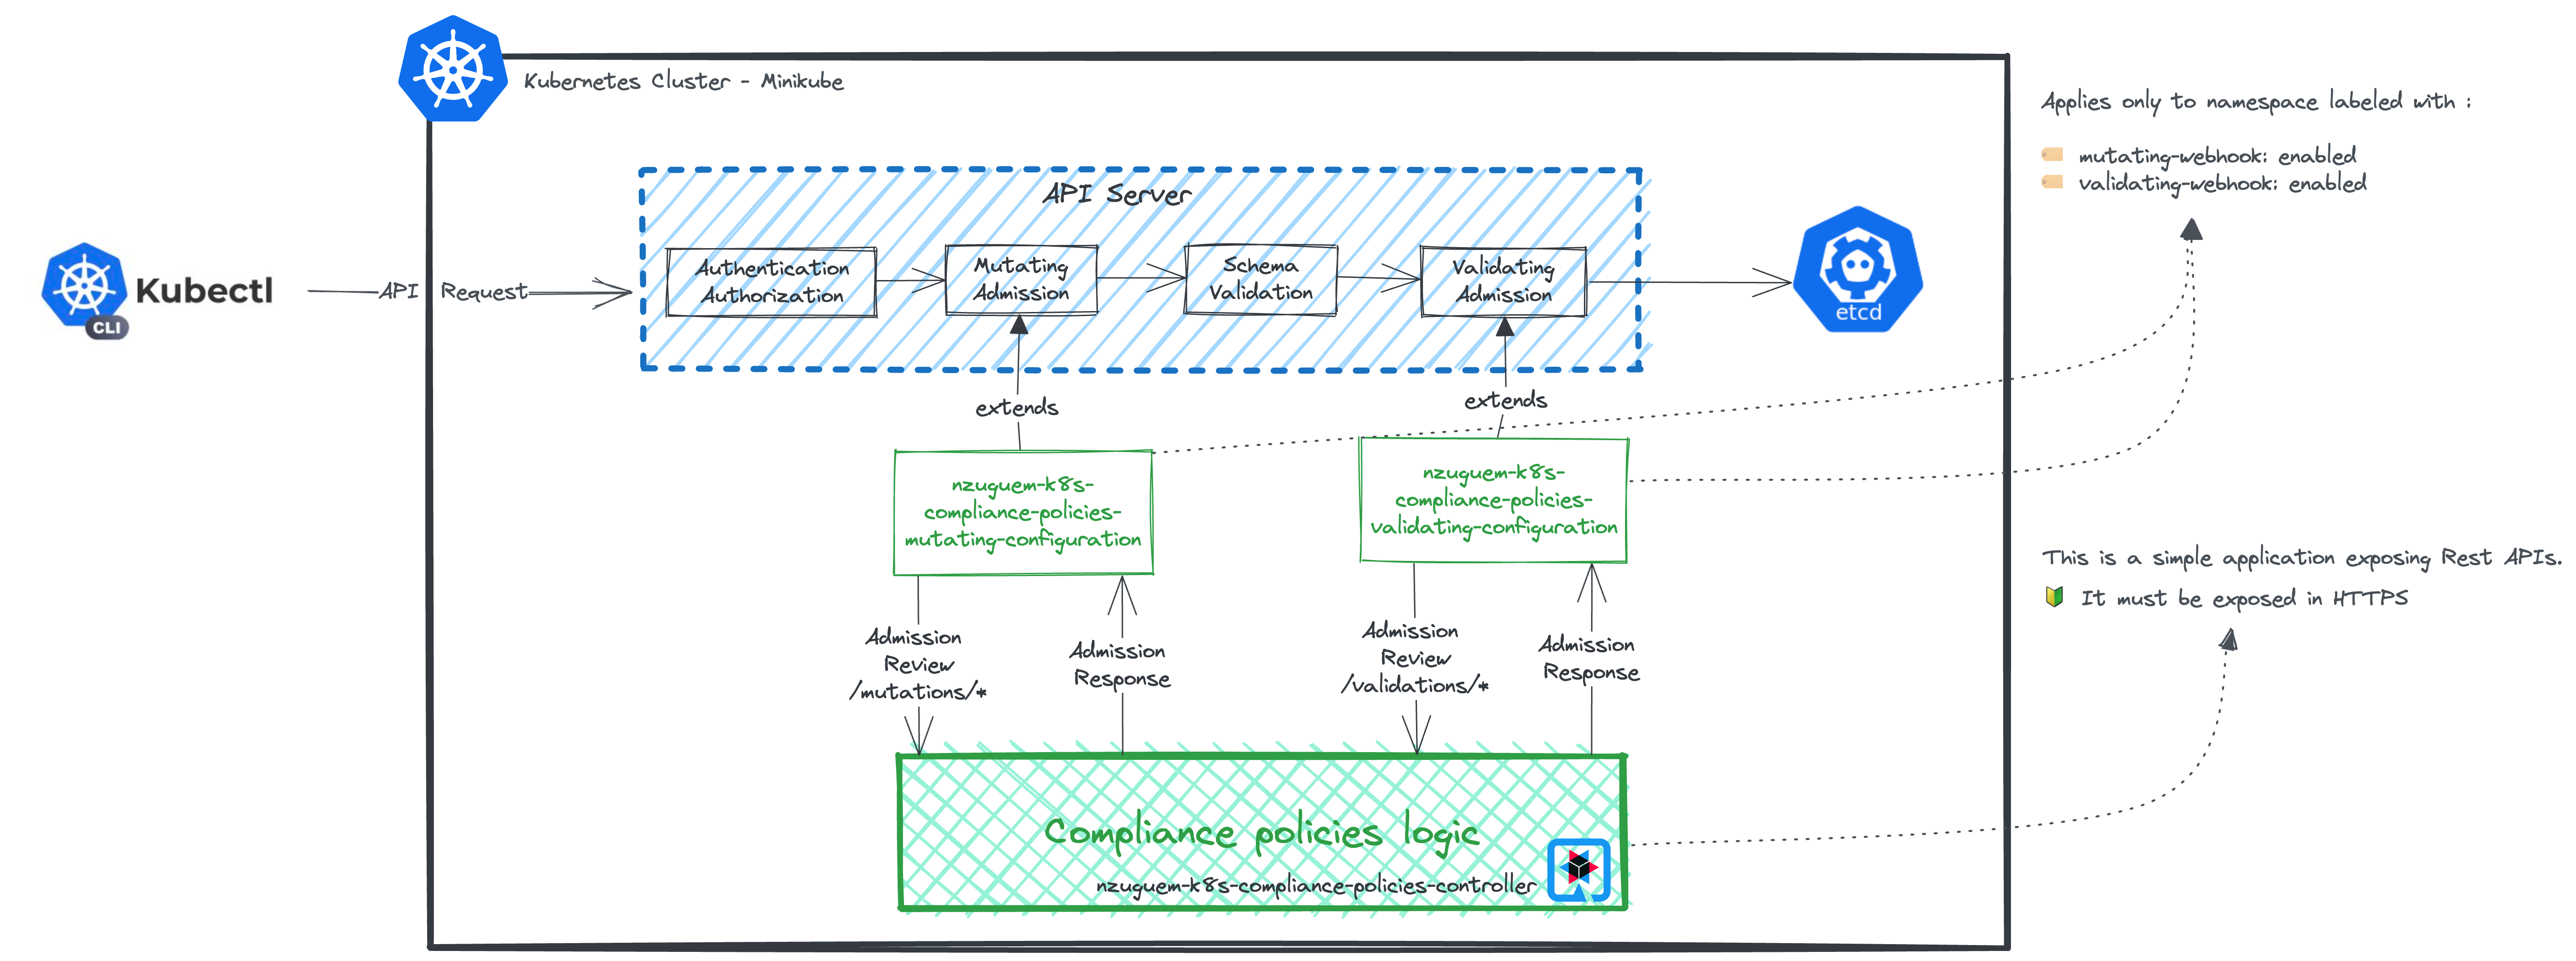 Kubernetes Cluster - Minikube
Applies only to namespace labeled with :
mutating-webhook: enabled
validating-webhook: enabled
API Server
Kubectl
CLI
API Request
Authentication
Authorization
Mutating
Admission
Schema
Validation
Validating
Admission
etcd
extends
extends
nzuguem-k8s-
compliance-policies-
mutating-configuration
nzuguem-k8s-
compliance-policies-
validating-configuration
This is a simple application exposing Rest APIs.
It must be exposed in HTTPS
Admission
Review
/mutations/*
Admission
Response
Admission
Review
/validations/*
Admission
Response
Compliance policies logic
nzuguem-k8s-compliance-policies-controller